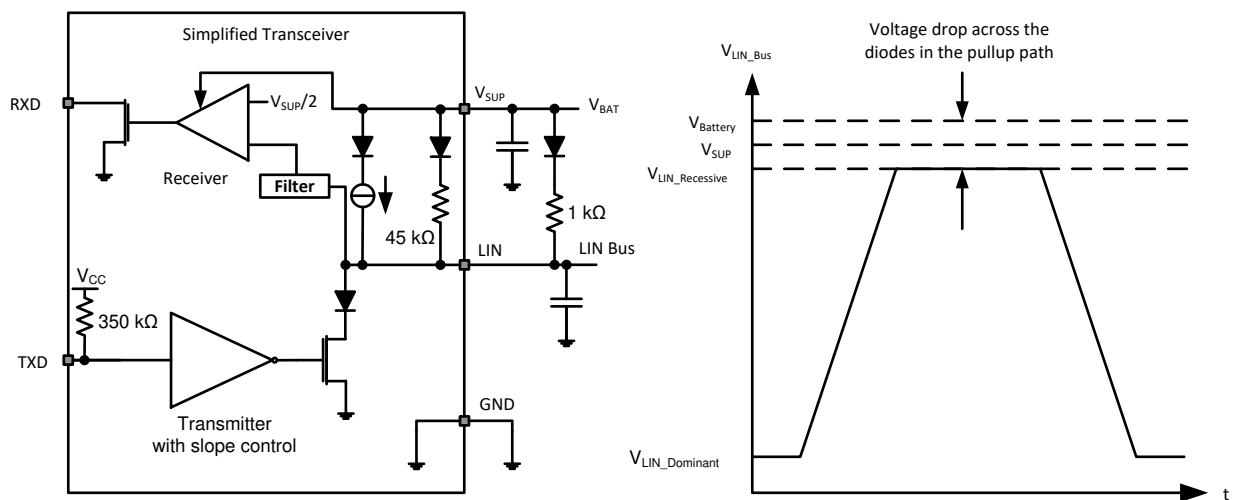 Simplified Transceiver
RXD
V_SUP/2
V_SUP
V_BAT
Receiver
Filter
45 kΩ
1 kΩ
LIN
LIN Bus
V_CC
350 kΩ
TXD
Transmitter
with slope control
GND
Voltage drop across the
diodes in the pullup path
V_LIN_Bus
V_Battery
V_SUP
V_LIN_Recessive
V_LIN_Dominant
t